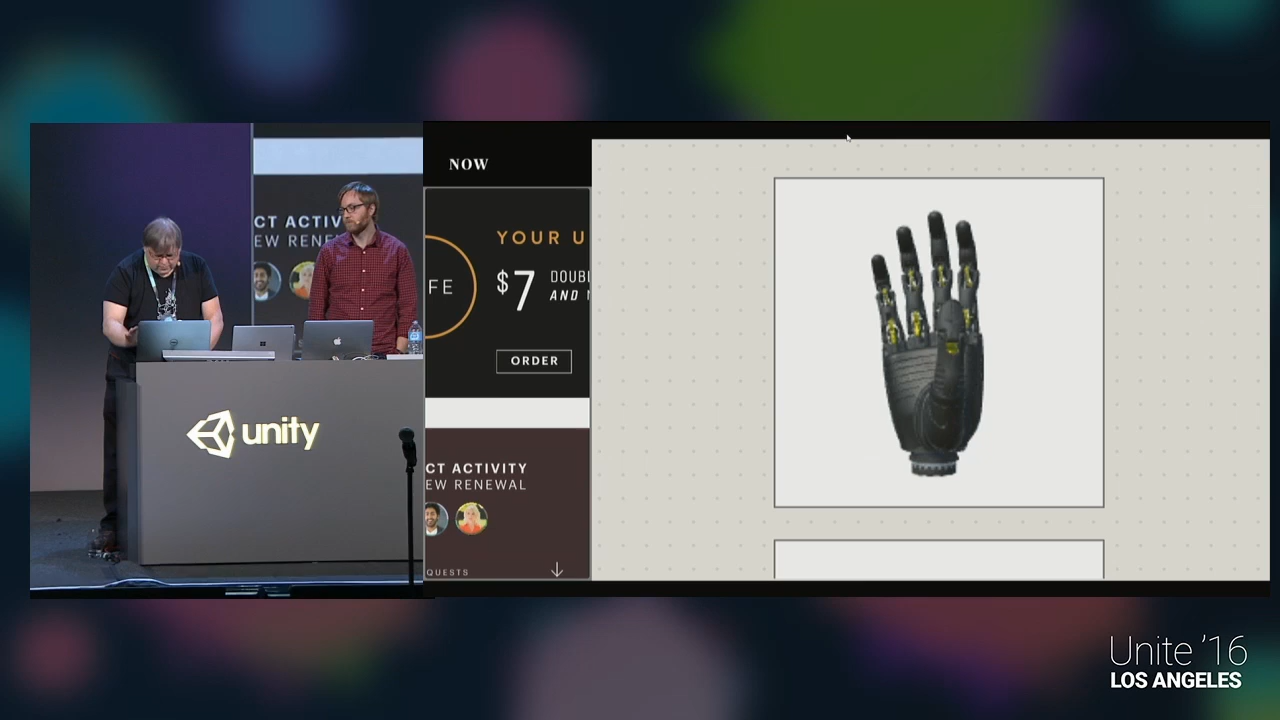 CT ACTIV
EW RENE
unity
NOW
YOUR U
FE
$7
DOUBL
AND
ORDER
CT ACTIVITY
EW RENEWAL
QUESTS
Unite '16
LOS ANGELES